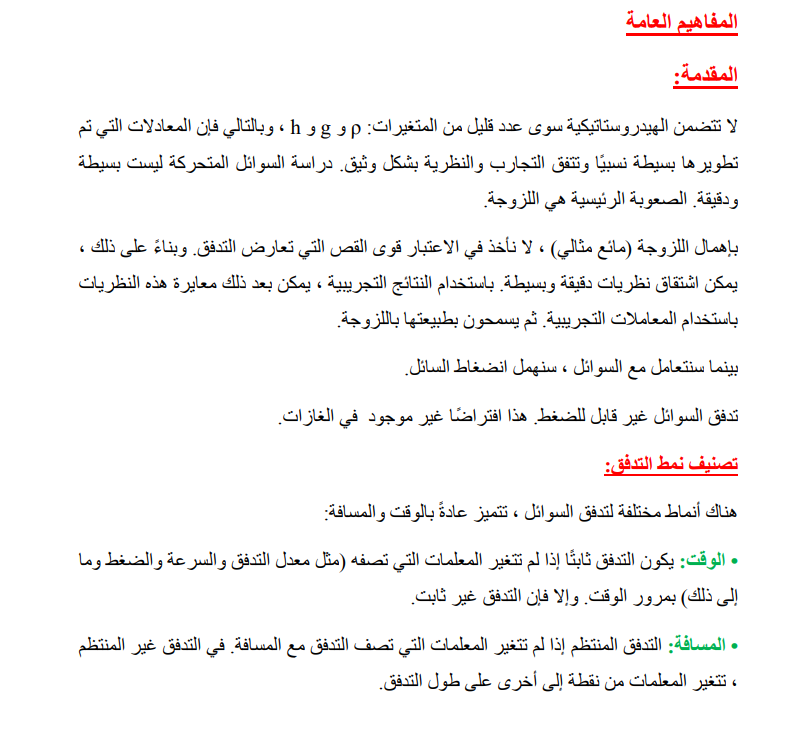 المفاهيم العامة
المقدمة:
لا تتضمن الهيدروستاتيكية سوى عدد قليل من المتغيرات: ρ و g و h ، وبالتالي فإن المعادلات التي تم
تطويرها بسيطة نسبيًا وتتفق التجارب والنظرية بشكل وثيق. دراسة السوائل المتحركة ليست بسيطة
ودقيقة. الصعوبة الرئيسية هي اللزوجة.
بإهمال اللزوجة (مائع مثالي) ، لا نأخذ في الاعتبار قوى القص التي تعارض التدفق. وبناءً على ذلك ،
يمكن اشتقاق نظريات دقيقة وبسيطة. باستخدام النتائج التجريبية ، يمكن بعد ذلك معايرة هذه النظريات
باستخدام المعاملات التجريبية. ثم يسمحون بطبيعتها باللزوجة.
بينما سنتعامل مع السوائل ، سنهمل انضغاط السائل.
تدفق السوائل غير قابل للضغط. هذا افتراضًا غير موجود في الغازات.
تصنيف نمط التدفق:
هناك أنماط مختلفة لتدفق السوائل ، تتميز عادةً بالوقت والمسافة:
• الوقت: يكون التدفق ثابتًا إذا لم تتغير المعلمات التي تصفه (مثل معدل التدفق والسرعة والضغط وما
إلى ذلك) بمرور الوقت. وإلا فإن التدفق غير ثابت.
• المسافة: التدفق المنتظم إذا لم تتغير المعلمات التي تصف التدفق مع المسافة. في التدفق غير المنتظم
، تتغير المعلمات من نقطة إلى أخرى على طول التدفق.